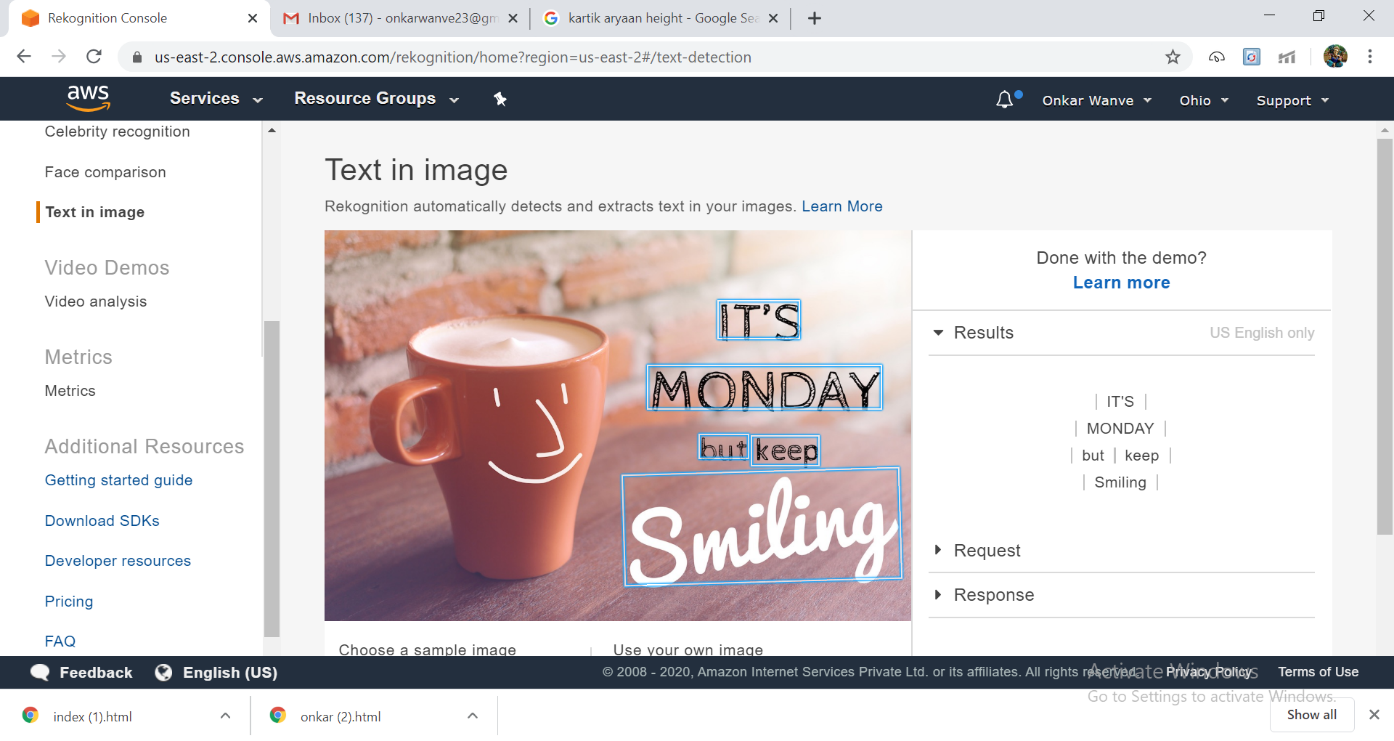 Rekognition Console
Inbox (137) - onkarwanve23@gm
kartik aryaan height - Google Sea
us-east-2.console.aws.amazon.com/rekognition/home?region=us-east-2#/text-detection
aws
Services
Resource Groups
Onkar Wanve
Ohio
Support
Celebrity recognition
Face comparison
Text in image
Video Demos
Video analysis
Metrics
Metrics
Additional Resources
Getting started guide
Download SDKs
Developer resources
Pricing
FAQ
Text in image
Rekognition automatically detects and extracts text in your images. Learn More
IT'S
MONDAY
but keep
Smiling
Choose a sample image
Use your own image
Done with the demo?
Learn more
Results
US English only
| IT'S |
| MONDAY |
| but | keep |
| Smiling |
Request
Response
Feedback
English (US)
© 2008 - 2020, Amazon Internet Services Private Ltd. or its affiliates. All rights reserved.
Privacy Policy
Terms of Use
Activate Windows
Go to Settings to activate Windows.
index (1).html
onkar (2).html
Show all